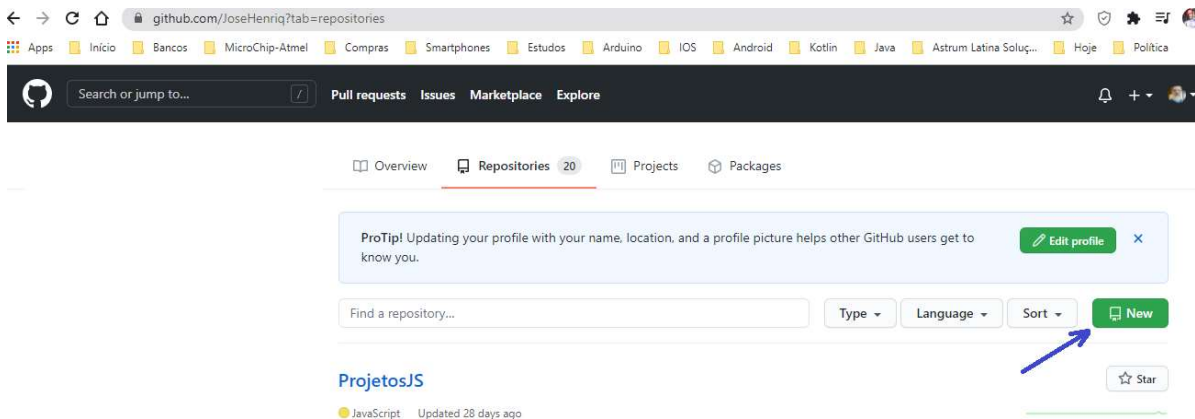 github.com/JoseHenriq?tab=repositories
Apps Início Bancos MicroChip-Atmel Compras Smartphones Estudos Arduino IOS Android Kotlin Java Astrum Latina Soluç... Hoje Política
Search or jump to... / Pull requests Issues Marketplace Explore
Overview Repositories 20 Projects Packages
ProTip! Updating your profile with your name, location, and a profile picture helps other GitHub users get to
know you.
Edit profile
Find a repository... Type Language Sort New
ProjetosJS
Star
JavaScript Updated 28 days ago